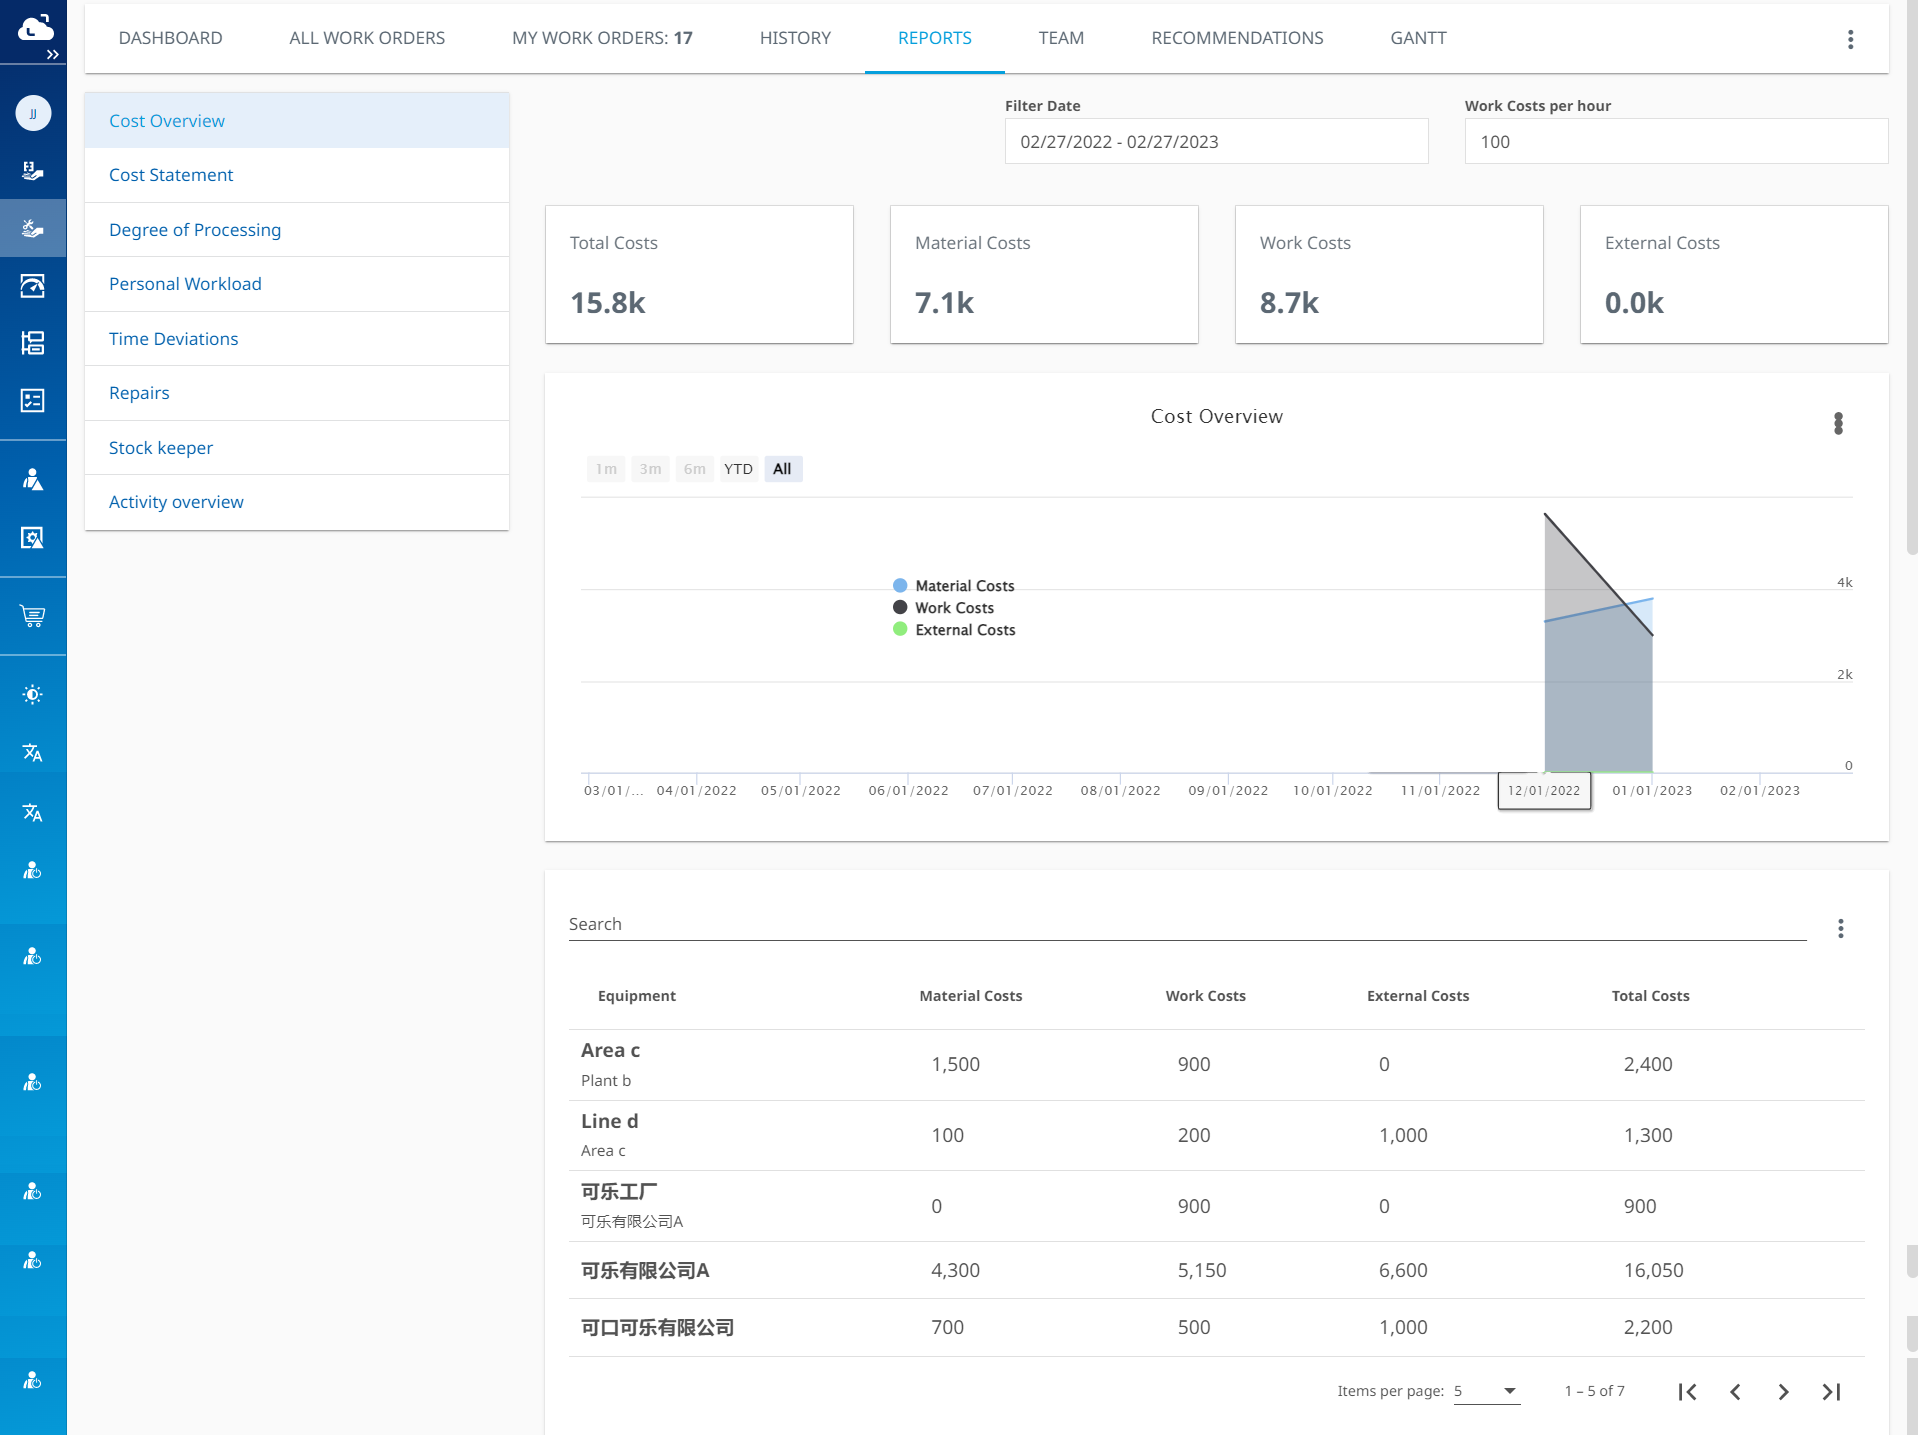 DASHBOARD ALL WORK ORDERS MY WORK ORDERS: 17 HISTORY REPORTS TEAM RECOMMENDATIONS GANTT
JJ
Cost Overview
Cost Statement
Degree of Processing
Personal Workload
Time Deviations
Repairs
Stock keeper
Activity overview
Filter Date
02/27/2022 - 02/27/2023
Work Costs per hour
100
Total Costs
15.8k
Material Costs
7.1k
Work Costs
8.7k
External Costs
0.0k
Cost Overview
1m 3m 6m YTD All
Material Costs
Work Costs
External Costs
4k
2k
0
03/01/... 04/01/2022 05/01/2022 06/01/2022 07/01/2022 08/01/2022 09/01/2022 10/01/2022 11/01/2022 12/01/2022 01/01/2023 02/01/2023
Search
Equipment Material Costs Work Costs External Costs Total Costs
Area c
Plant b
1,500 900 0 2,400
Line d
Area c
100 200 1,000 1,300
可乐工厂
可乐有限公司A
0 900 0 900
可乐有限公司A 4,300 5,150 6,600 16,050
可口可乐有限公司 700 500 1,000 2,200
Items per page: 5 1 – 5 of 7